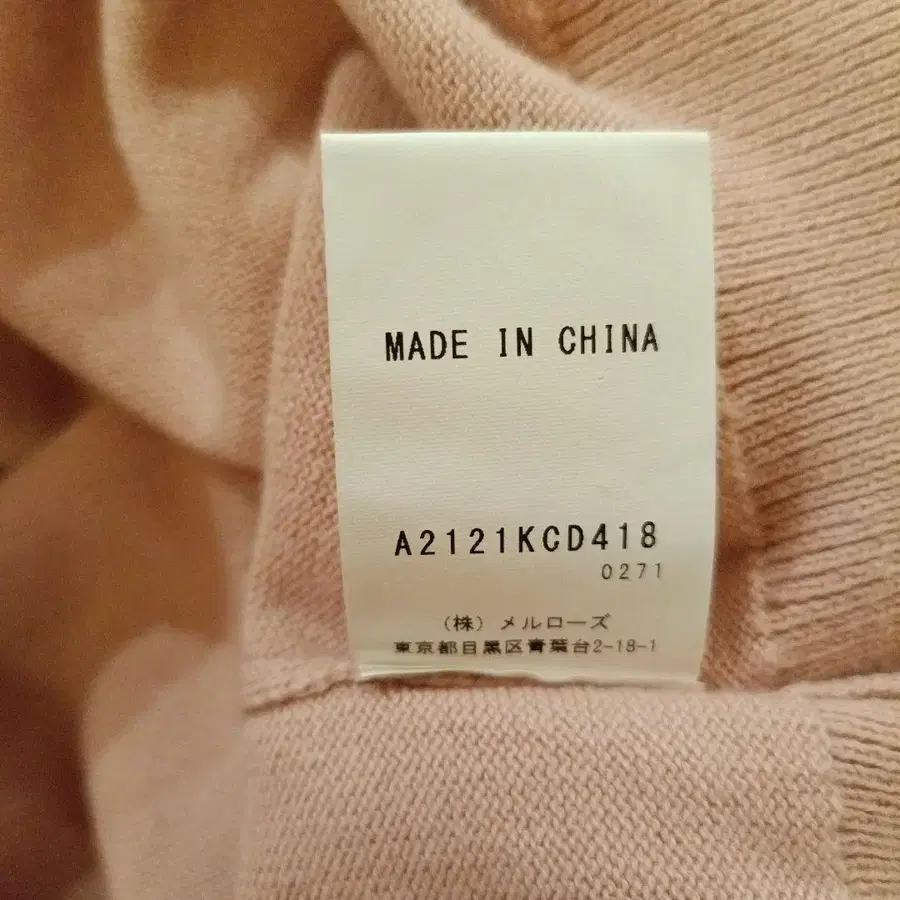 MADE IN CHINA
A2121KCD418
0271
(株) メルローズ
東京都目黒区青葉台2-18-1